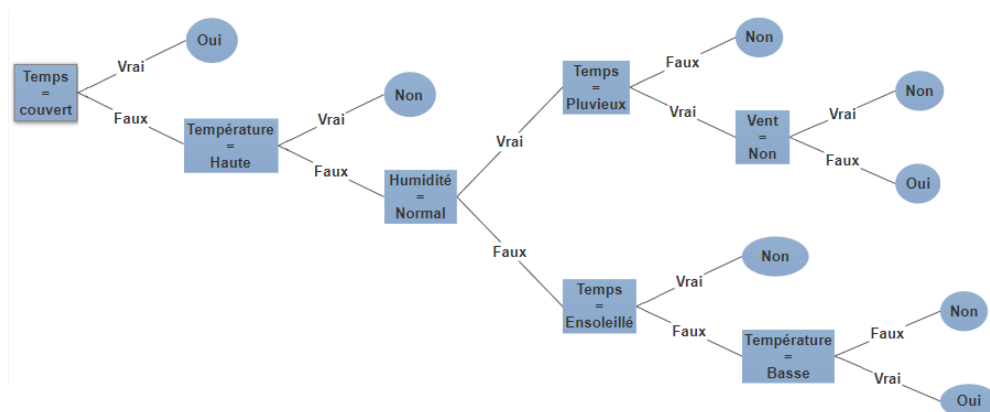 Temps
=
couvert
Vrai
Oui
Faux
Température
=
Haute
Vrai
Non
Faux
Humidité
=
Normal
Vrai
Temps
=
Pluvieux
Faux
Non
Vrai
Vent
=
Non
Vrai
Non
Faux
Oui
Faux
Temps
=
Ensoleillé
Vrai
Non
Faux
Température
=
Basse
Faux
Non
Vrai
Oui